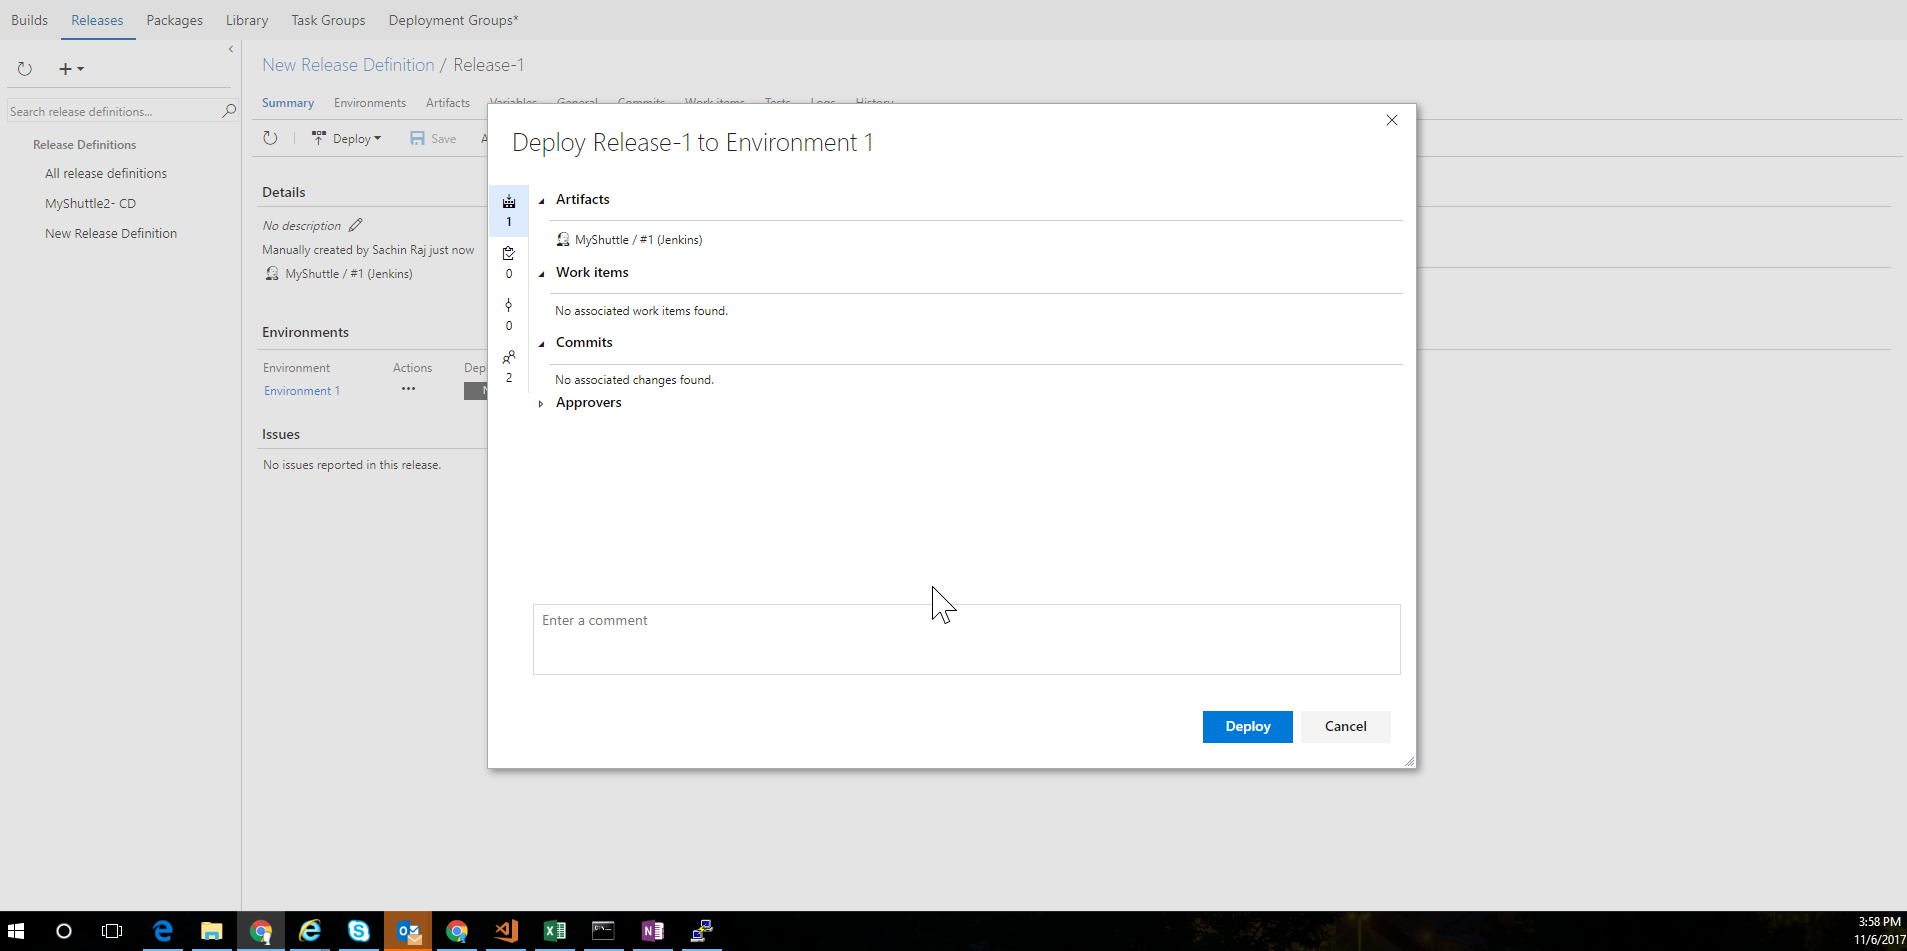 Builds Releases Packages Library Task Groups Deployment Groups*
New Release Definition / Release-1
Summary Environments Artifacts Variables General Commits Work items Tests Logs History
Search release definitions...
Deploy Save A
Release Definitions
All release definitions
MyShuttle2- CD
New Release Definition
Details
No description
Manually created by Sachin Raj just now
MyShuttle / #1 (Jenkins)
Environments
Environment Actions Dep
Environment 1 ••• N
Issues
No issues reported in this release.
Deploy Release-1 to Environment 1
1
0
0
2
Artifacts
MyShuttle / #1 (Jenkins)
Work items
No associated work items found.
Commits
No associated changes found.
Approvers
Enter a comment
Deploy Cancel
3:58 PM
11/6/2017